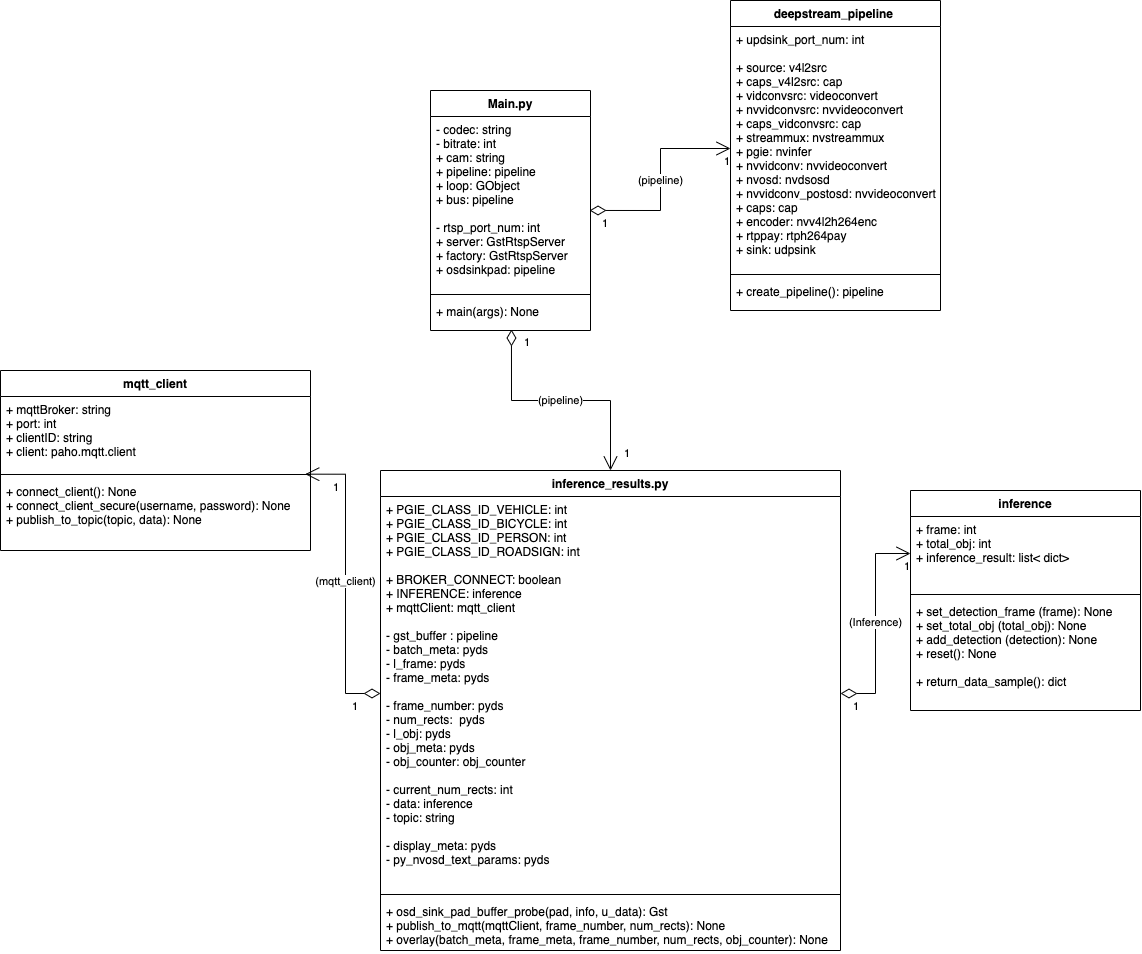 deepstream_pipeline
+ updsink_port_num: int
+ source: v4l2src
+ caps_v4l2src: cap
+ vidconvsrc: videoconvert
+ nvvidconvsrc: nvvideoconvert
+ caps_vidconvsrc: cap
+ streammux: nvstreammux
+ pgie: nvinfer
+ nvvidconv: nvvideoconvert
+ nvosd: nvdsosd
+ nvvidconv_postosd: nvvideoconvert
+ caps: cap
+ encoder: nvv4l2h264enc
+ rtppay: rtph264pay
+ sink: udpsink
+ create_pipeline(): pipeline
Main.py
- codec: string
- bitrate: int
+ cam: string
+ pipeline: pipeline
+ loop: GObject
+ bus: pipeline
- rtsp_port_num: int
+ server: GstRtspServer
+ factory: GstRtspServer
+ osdsinkpad: pipeline
+ main(args): None
(pipeline)
1
1
1
(pipeline)
1
mqtt_client
+ mqttBroker: string
+ port: int
+ clientID: string
+ client: paho.mqtt.client
+ connect_client(): None
+ connect_client_secure(username, password): None
+ publish_to_topic(topic, data): None
1
(mqtt_client)
1
inference_results.py
+ PGIE_CLASS_ID_VEHICLE: int
+ PGIE_CLASS_ID_BICYCLE: int
+ PGIE_CLASS_ID_PERSON: int
+ PGIE_CLASS_ID_ROADSIGN: int
+ BROKER_CONNECT: boolean
+ INFERENCE: inference
+ mqttClient: mqtt_client
- gst_buffer : pipeline
- batch_meta: pyds
- l_frame: pyds
- frame_meta: pyds
- frame_number: pyds
- num_rects:  pyds
- l_obj: pyds
- obj_meta: pyds
- obj_counter: obj_counter
- current_num_rects: int
- data: inference
- topic: string
- display_meta: pyds
- py_nvosd_text_params: pyds
+ osd_sink_pad_buffer_probe(pad, info, u_data): Gst
+ publish_to_mqtt(mqttClient, frame_number, num_rects): None
+ overlay(batch_meta, frame_meta, frame_number, num_rects, obj_counter): None
1
(Inference)
1
inference
+ frame: int
+ total_obj: int
+ inference_result: list< dict>
+ set_detection_frame (frame): None
+ set_total_obj (total_obj): None
+ add_detection (detection): None
+ reset(): None
+ return_data_sample(): dict